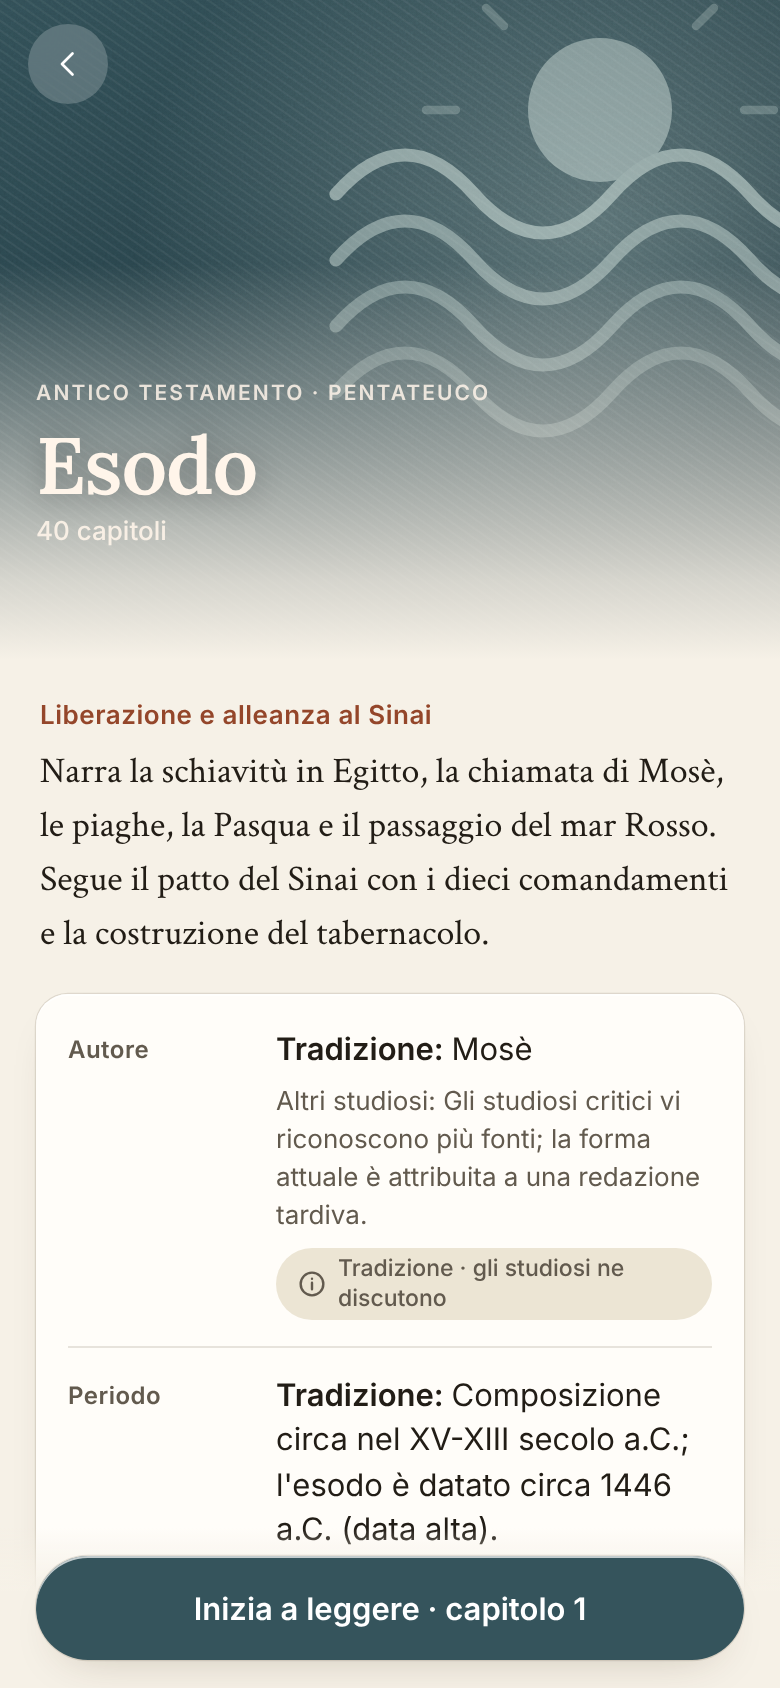 ANTICO TESTAMENTO · PENTATEUCO
Esodo
40 capitoli
Liberazione e alleanza al Sinai
Narra la schiavitù in Egitto, la chiamata di Mosè,
le piaghe, la Pasqua e il passaggio del mar Rosso.
Segue il patto del Sinai con i dieci comandamenti
e la costruzione del tabernacolo.
Autore
Tradizione: Mosè
Altri studiosi: Gli studiosi critici vi
riconoscono più fonti; la forma
attuale è attribuita a una redazione
tardiva.
Tradizione · gli studiosi ne
discutono
Periodo
Tradizione: Composizione
circa nel XV-XIII secolo a.C.;
l'esodo è datato circa 1446
a.C. (data alta).
Inizia a leggere · capitolo 1